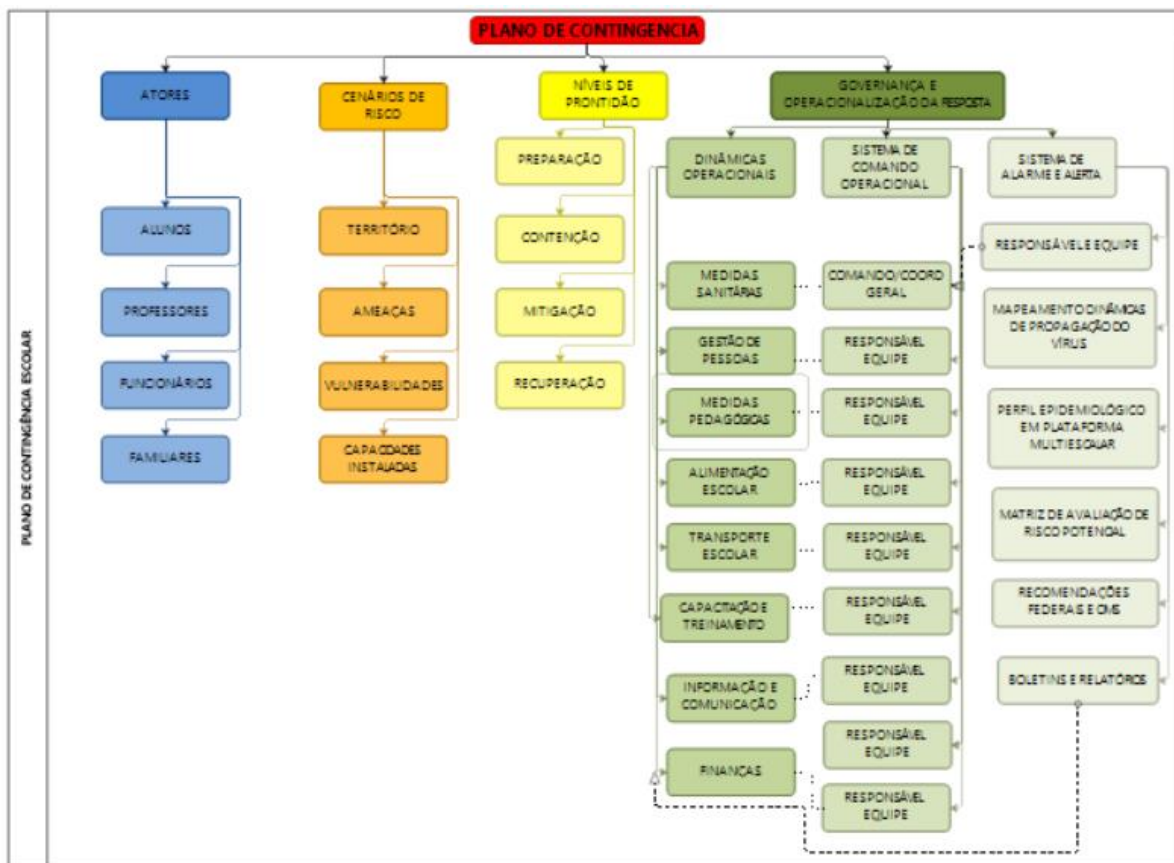 PLANO DE CONTINGÊNCIA ESCOLAR
PLANO DE CONTINGENCIA
ATORES
ALUNOS
PROFESSORES
FUNCIONÁRIOS
FAMILIARES
CENÁRIOS DE
RISCO
TERRITÓRIO
AMEAÇAS
VULNERABILIDADES
CAPACIDADES
INSTALADAS
NÍVEIS DE
PRONTIDÃO
PREPARAÇÃO
CONTENÇÃO
MITIGAÇÃO
RECUPERAÇÃO
GOVERNANÇA E
OPERACIONALIZAÇÃO DA RESPOSTA
DINÂMICAS
OPERACIONAIS
MEDIDAS
SANITÁRIAS
GESTÃO DE
PESSOAS
MEDIDAS
PEDAGÓGICAS
ALIMENTAÇÃO
ESCOLAR
TRANSPORTE
ESCOLAR
CAPACITAÇÃO E
TREINAMENTO
INFORMAÇÃO E
COMUNICAÇÃO
FINANÇAS
SISTEMA DE
COMANDO
OPERACIONAL
COMANDO/COORD
GERAL
RESPONSÁVEL
EQUIPE
RESPONSÁVEL
EQUIPE
RESPONSÁVEL
EQUIPE
RESPONSÁVEL
EQUIPE
RESPONSÁVEL
EQUIPE
RESPONSÁVEL
EQUIPE
RESPONSÁVEL
EQUIPE
RESPONSÁVEL
EQUIPE
SISTEMA DE
ALARME E ALERTA
RESPONSÁVEL E EQUIPE
MAPEAMENTO DINÂMICAS
DE PROPAGAÇÃO DO
VÍRUS
PERFIL EPIDEMIOLÓGICO
EM PLATAFORMA
MULTIESCALAR
MATRIZ DE AVALIAÇÃO DE
RISCO POTENCIAL
RECOMENDAÇÕES
FEDERAIS E OMS
BOLETINS E RELATÓRIOS